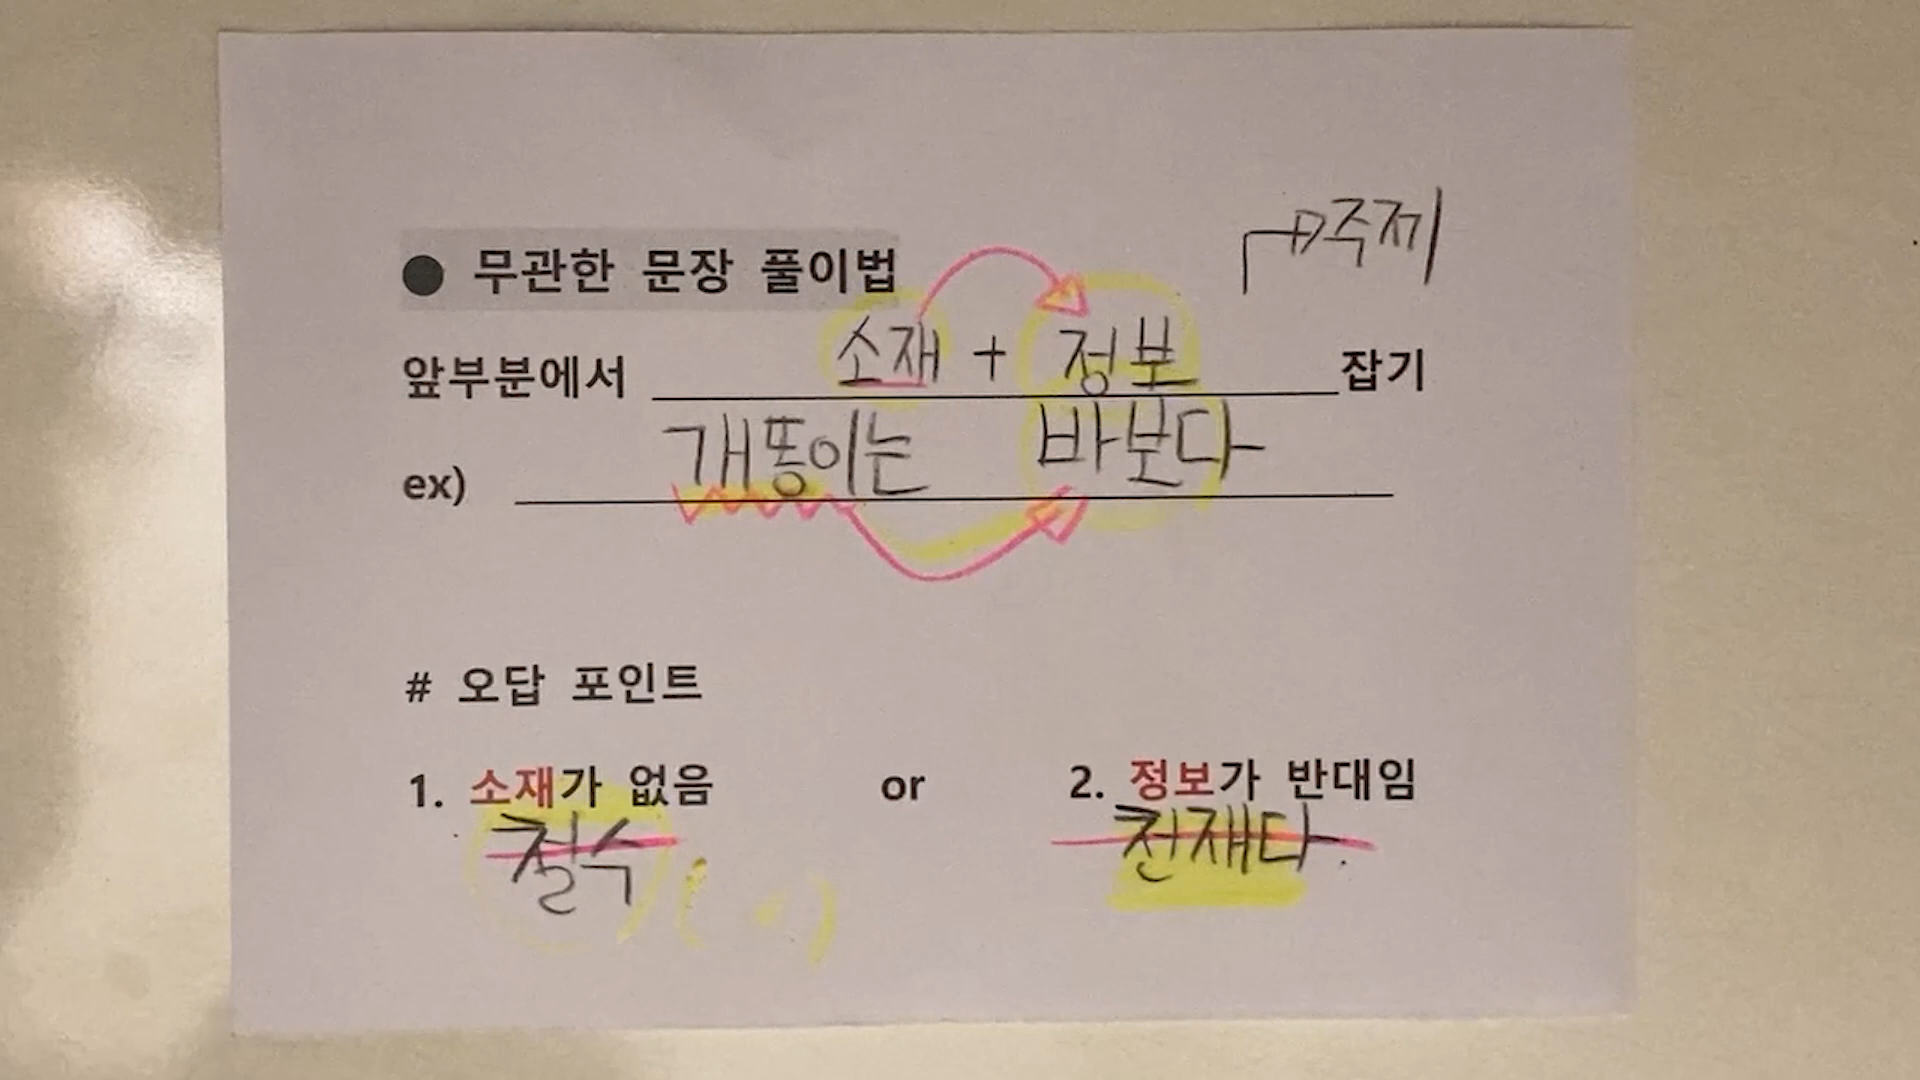 주제
● 무관한 문장 풀이법
앞부분에서 소재 + 정보 잡기
ex) 개똥이는 바보다
# 오답 포인트
1. 소재가 없음 or 2. 정보가 반대임
철수 천재다